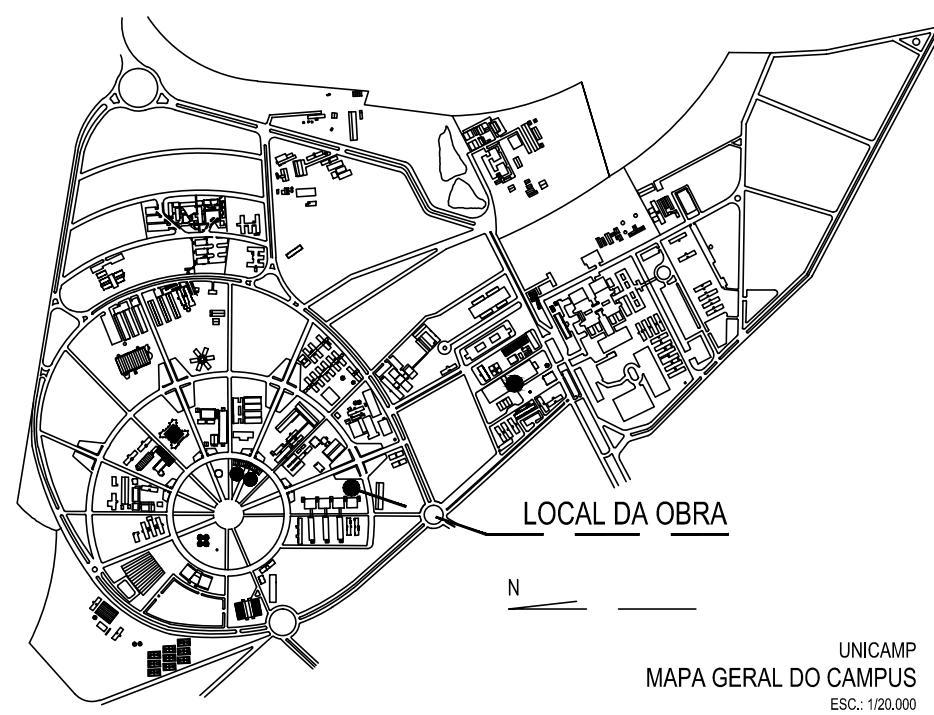 LOCAL DA OBRA
N
UNICAMP
MAPA GERAL DO CAMPUS
ESC.: 1/20.000